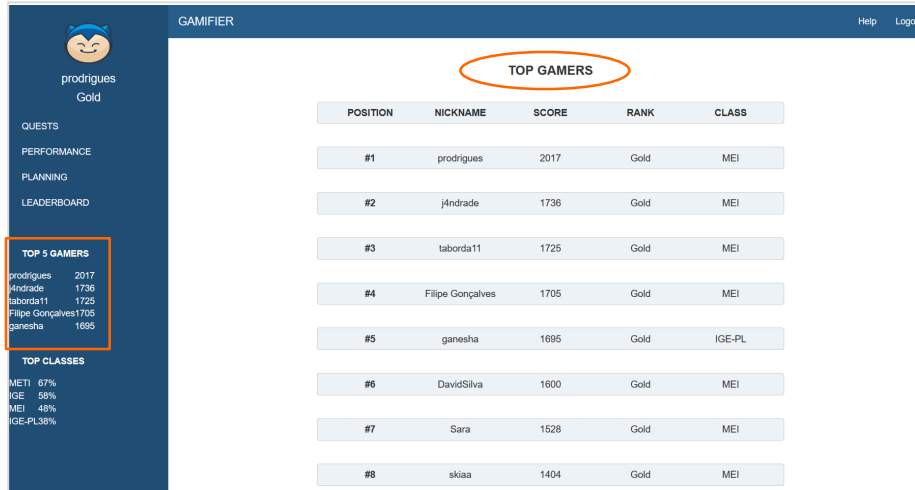 GAMIFIER Help Logo
prodrigues
Gold
QUESTS
PERFORMANCE
PLANNING
LEADERBOARD
TOP 5 GAMERS
prodrigues 2017
j4ndrade 1736
taborda11 1725
Filipe Gonçalves1705
ganesha 1695
TOP CLASSES
METI 67%
IGE 58%
MEI 48%
IGE-PL38%
TOP GAMERS
POSITION NICKNAME SCORE RANK CLASS
#1 prodrigues 2017 Gold MEI
#2 j4ndrade 1736 Gold MEI
#3 taborda11 1725 Gold MEI
#4 Filipe Gonçalves 1705 Gold MEI
#5 ganesha 1695 Gold IGE-PL
#6 DavidSilva 1600 Gold MEI
#7 Sara 1528 Gold MEI
#8 skiaa 1404 Gold MEI